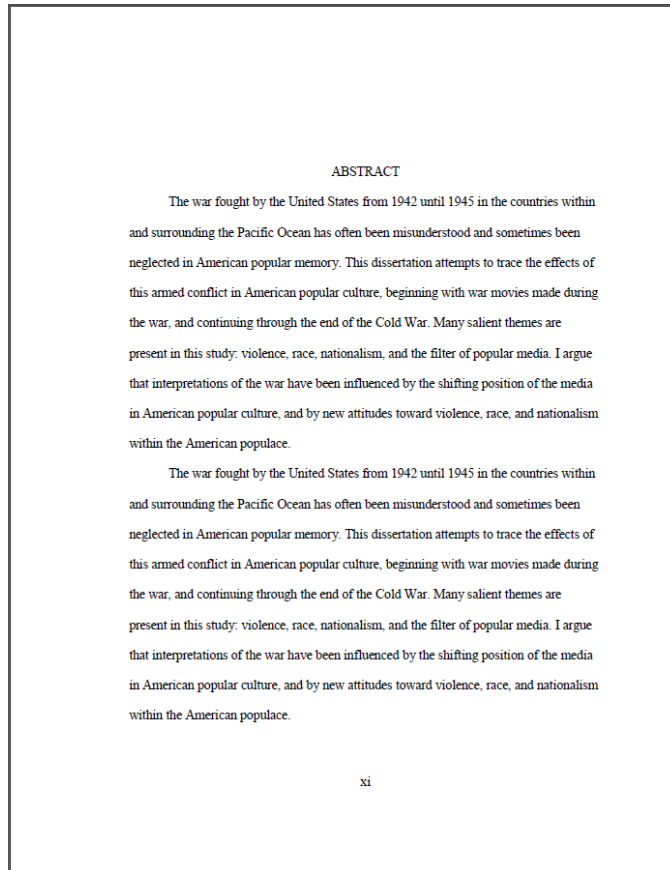 ABSTRACT
The war fought by the United States from 1942 until 1945 in the countries within
and surrounding the Pacific Ocean has often been misunderstood and sometimes been
neglected in American popular memory. This dissertation attempts to trace the effects of
this armed conflict in American popular culture, beginning with war movies made during
the war, and continuing through the end of the Cold War. Many salient themes are
present in this study: violence, race, nationalism, and the filter of popular media. I argue
that interpretations of the war have been influenced by the shifting position of the media
in American popular culture, and by new attitudes toward violence, race, and nationalism
within the American populace.
The war fought by the United States from 1942 until 1945 in the countries within
and surrounding the Pacific Ocean has often been misunderstood and sometimes been
neglected in American popular memory. This dissertation attempts to trace the effects of
this armed conflict in American popular culture, beginning with war movies made during
the war, and continuing through the end of the Cold War. Many salient themes are
present in this study: violence, race, nationalism, and the filter of popular media. I argue
that interpretations of the war have been influenced by the shifting position of the media
in American popular culture, and by new attitudes toward violence, race, and nationalism
within the American populace.
xi